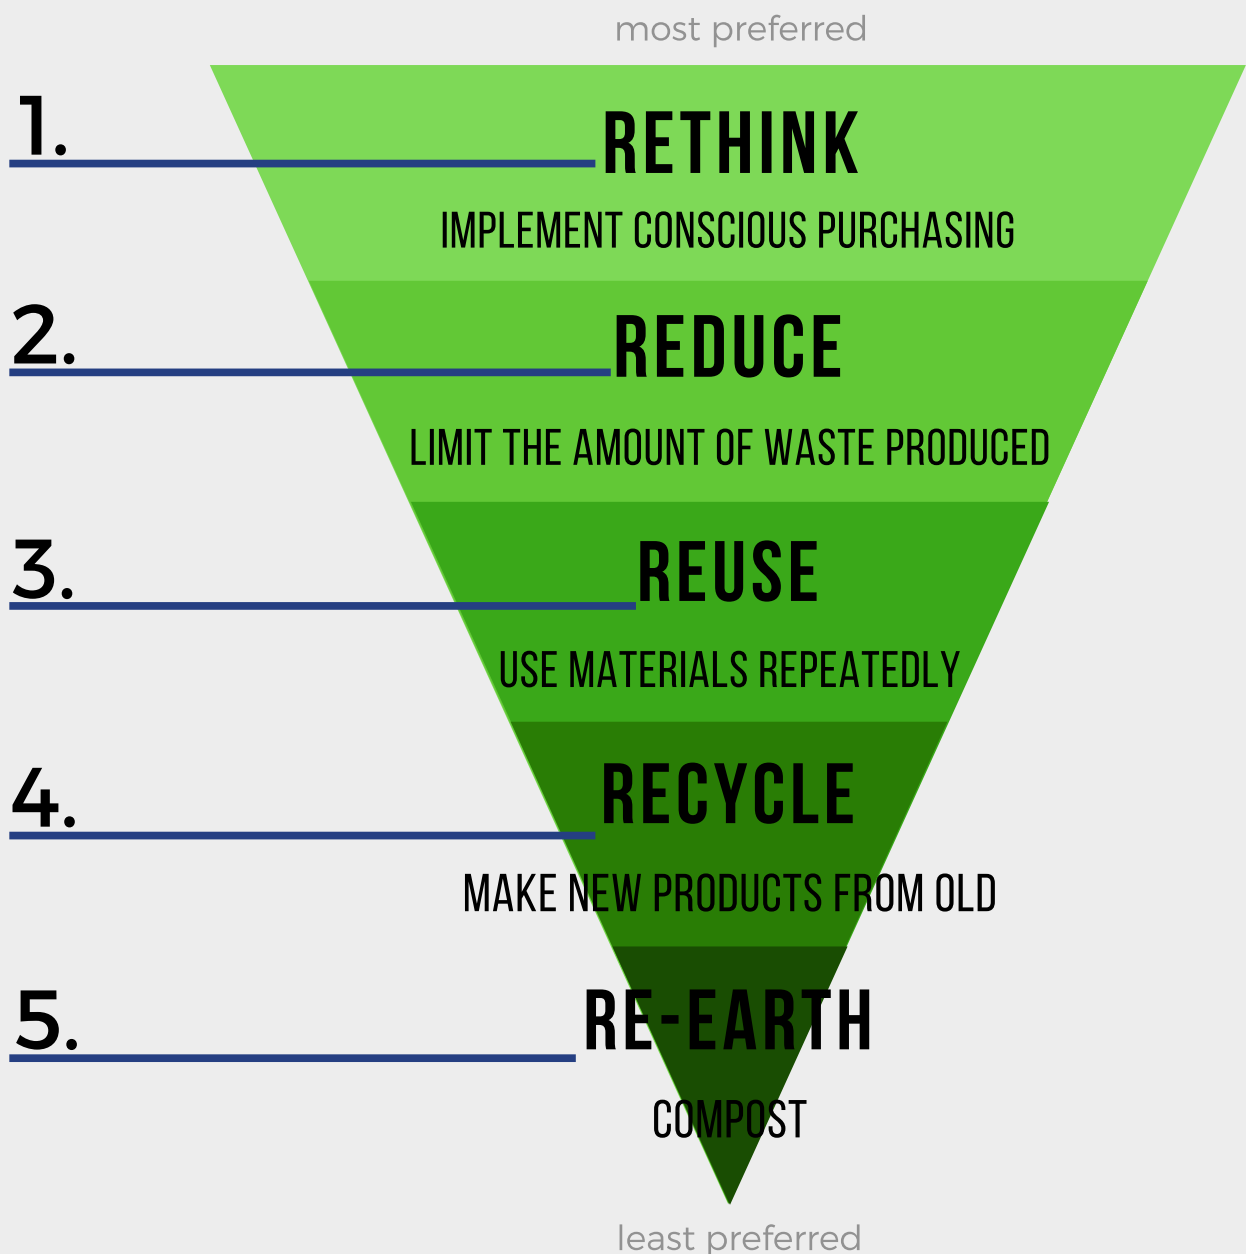 most preferred
1.
RETHINK
IMPLEMENT CONSCIOUS PURCHASING
2.
REDUCE
LIMIT THE AMOUNT OF WASTE PRODUCED
3.
REUSE
USE MATERIALS REPEATEDLY
4.
RECYCLE
MAKE NEW PRODUCTS FROM OLD
5.
RE-EARTH
COMPOST
least preferred